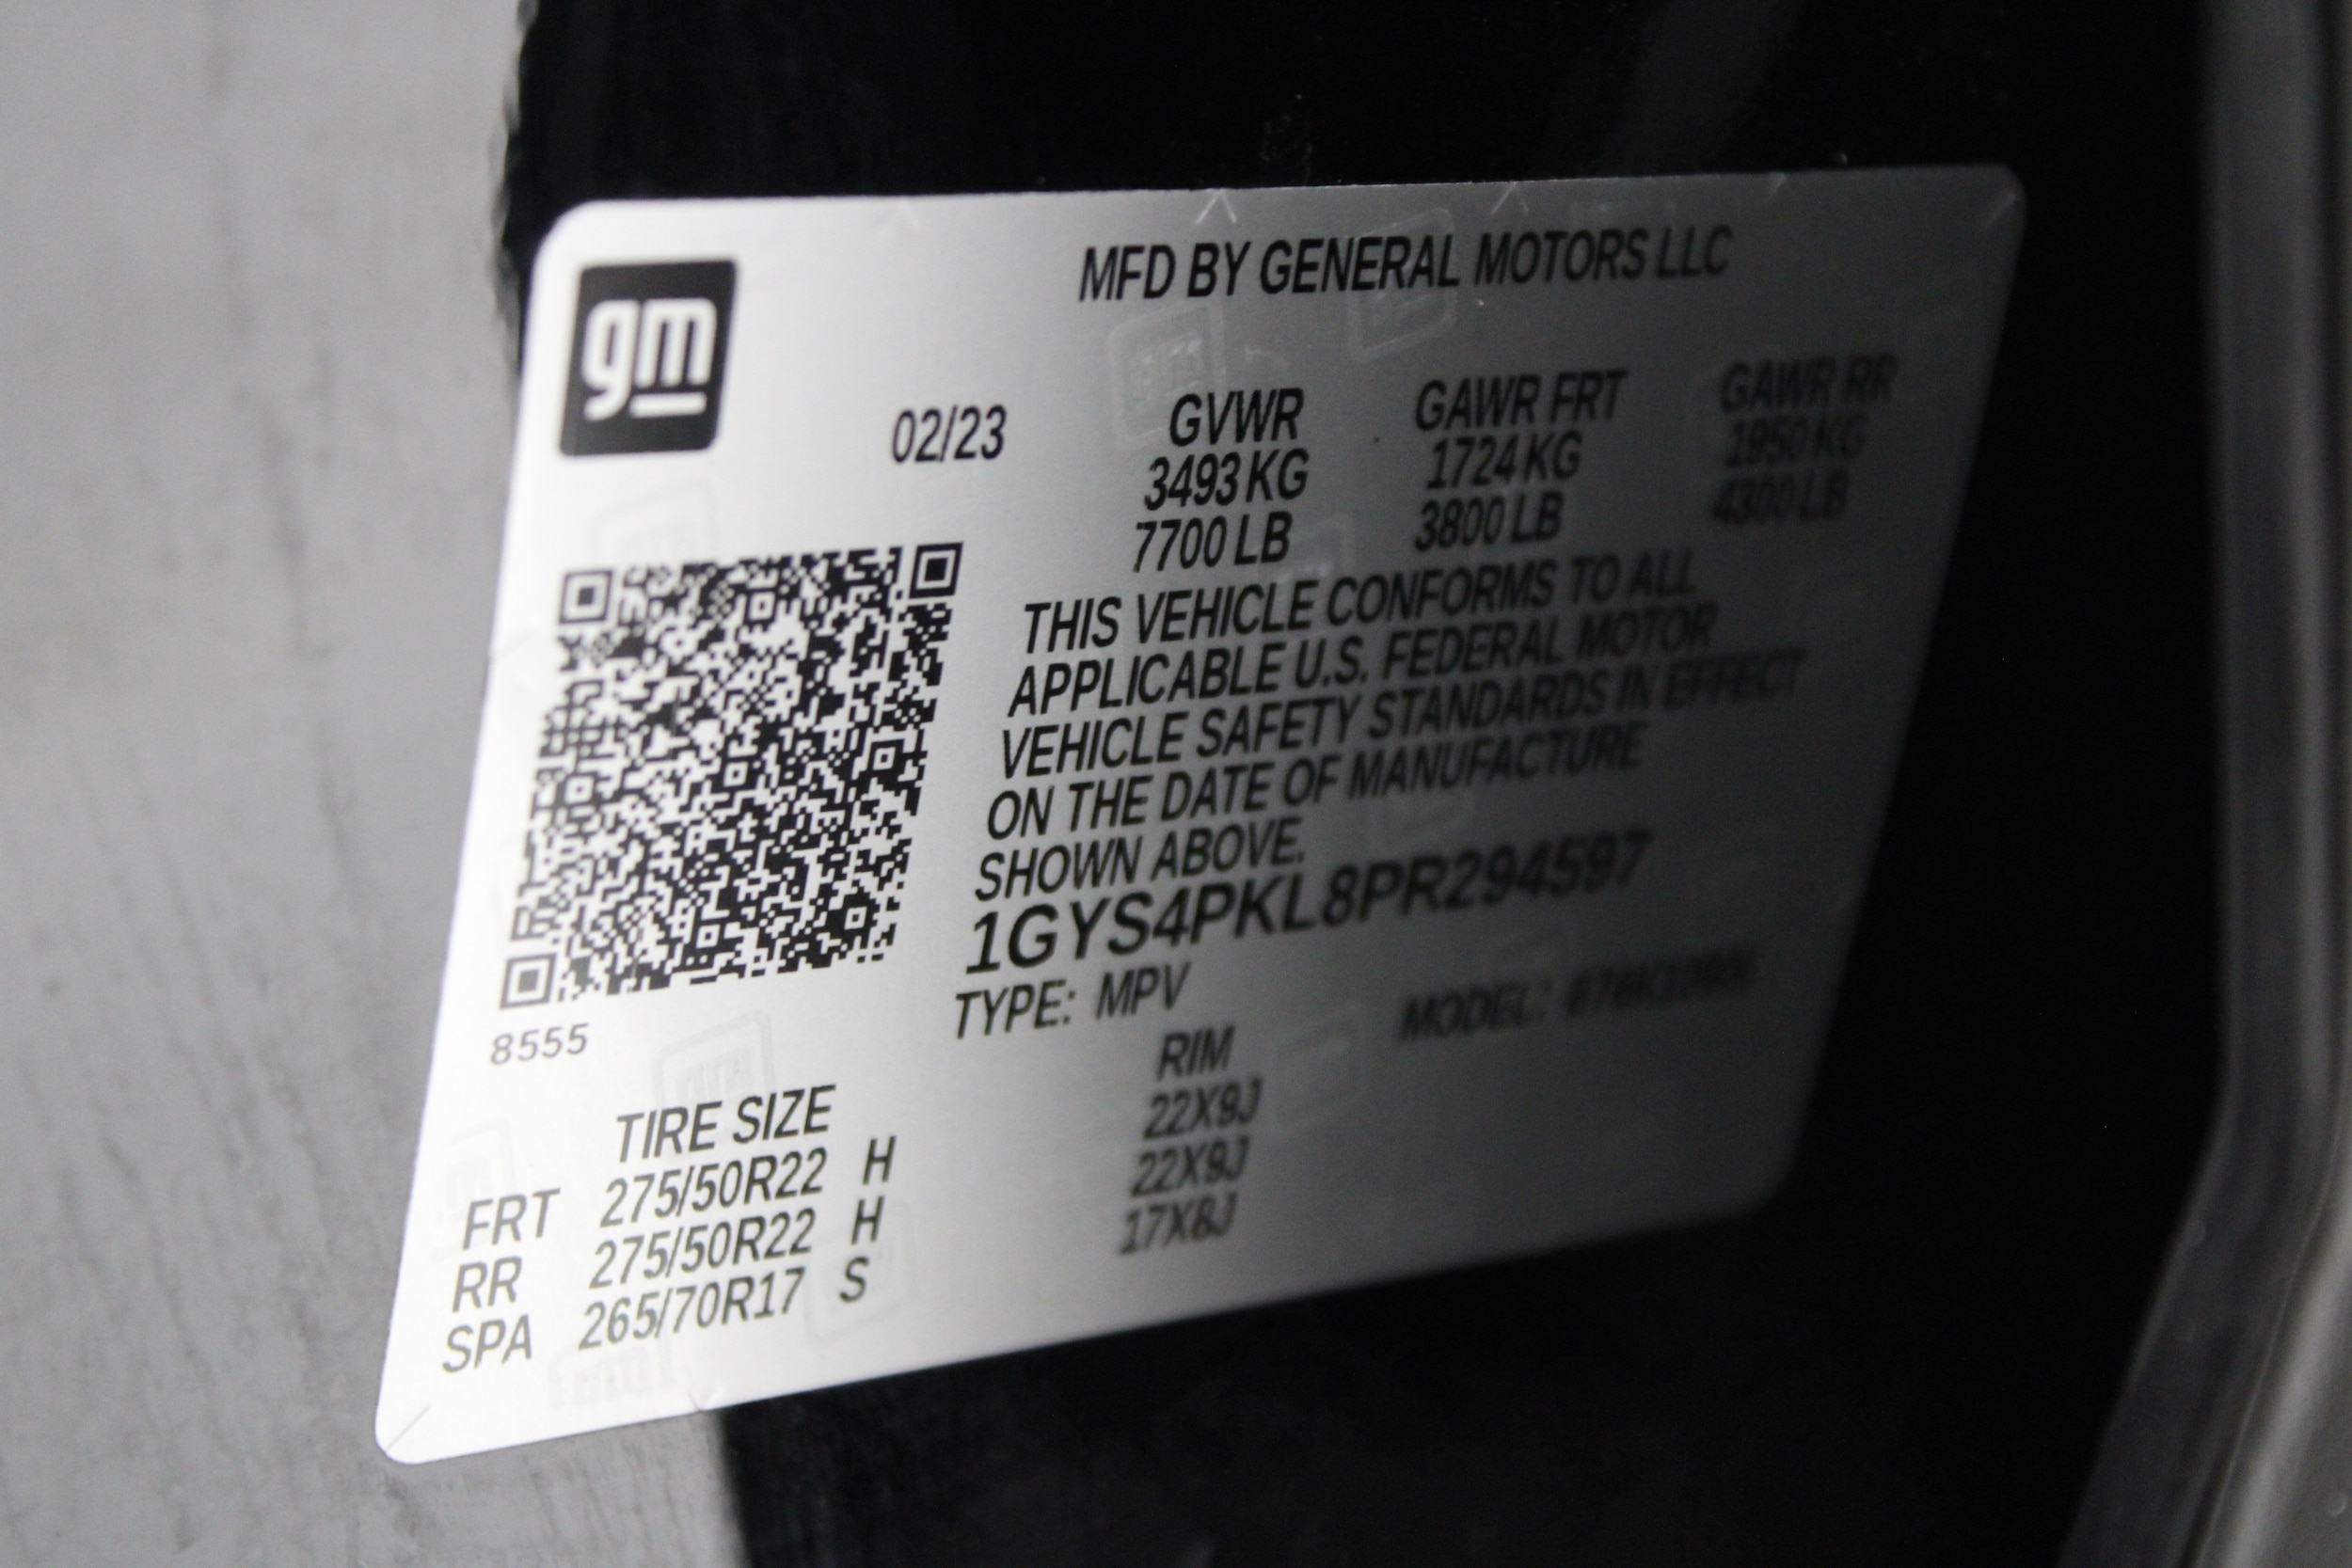 gm
MFD BY GENERAL MOTORS LLC
02/23 GVWR GAWR FRT GAWR RR
3493 KG 1724 KG 1950 KG
7700 LB 3800 LB 4300 LB
THIS VEHICLE CONFORMS TO ALL
APPLICABLE U.S. FEDERAL MOTOR
VEHICLE SAFETY STANDARDS IN EFFECT
ON THE DATE OF MANUFACTURE
SHOWN ABOVE.
1GYS4PKL8PR294597
TYPE: MPV MODEL:
8555
TIRE SIZE RIM
FRT 275/50R22 H 22X9J
RR 275/50R22 H 22X9J
SPA 265/70R17 S 17X8J